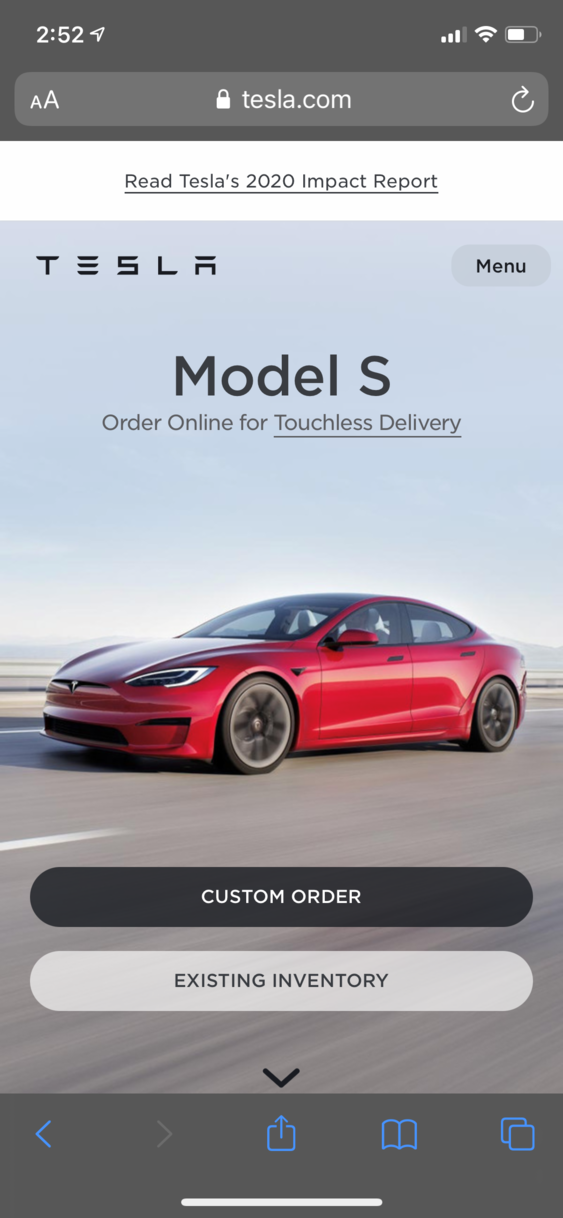 2:52
AA
tesla.com
Read Tesla's 2020 Impact Report
TESLA
Menu
Model S
Order Online for Touchless Delivery
CUSTOM ORDER
EXISTING INVENTORY